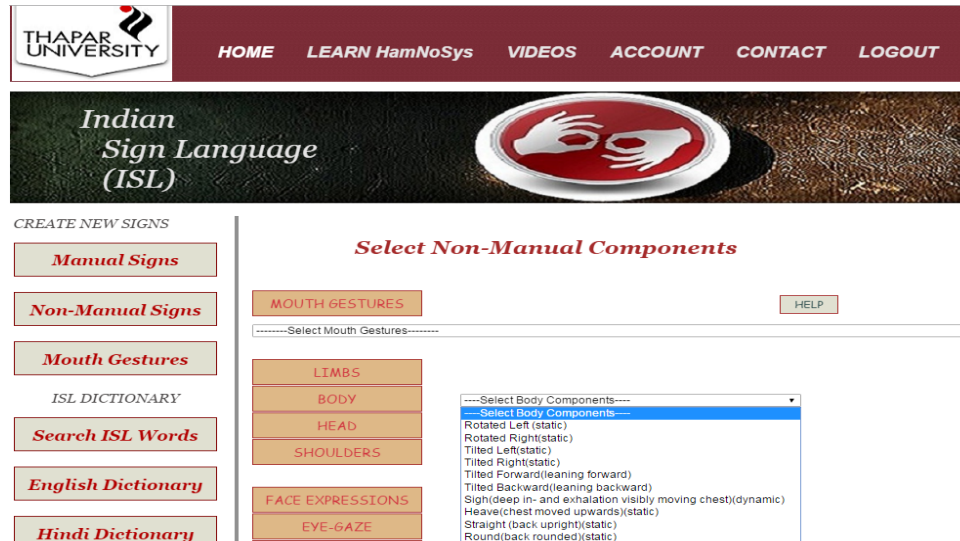 THAPAR
UNIVERSITY
HOME LEARN HamNoSys VIDEOS ACCOUNT CONTACT LOGOUT
Indian
Sign Language
(ISL)
CREATE NEW SIGNS
Manual Signs
Non-Manual Signs
Mouth Gestures
ISL DICTIONARY
Search ISL Words
English Dictionary
Hindi Dictionary
Select Non-Manual Components
MOUTH GESTURES
HELP
--------Select Mouth Gestures--------
LIMBS
BODY
HEAD
SHOULDERS
FACE EXPRESSIONS
EYE-GAZE
----Select Body Components----
----Select Body Components----
Rotated Left (static)
Rotated Right(static)
Tilted Left(static)
Tilted Right(static)
Tilted Forward(leaning forward)
Tilted Backward(leaning backward)
Sigh(deep in- and exhalation visibly moving chest)(dynamic)
Heave(chest moved upwards)(static)
Straight (back upright)(static)
Round(back rounded)(static)